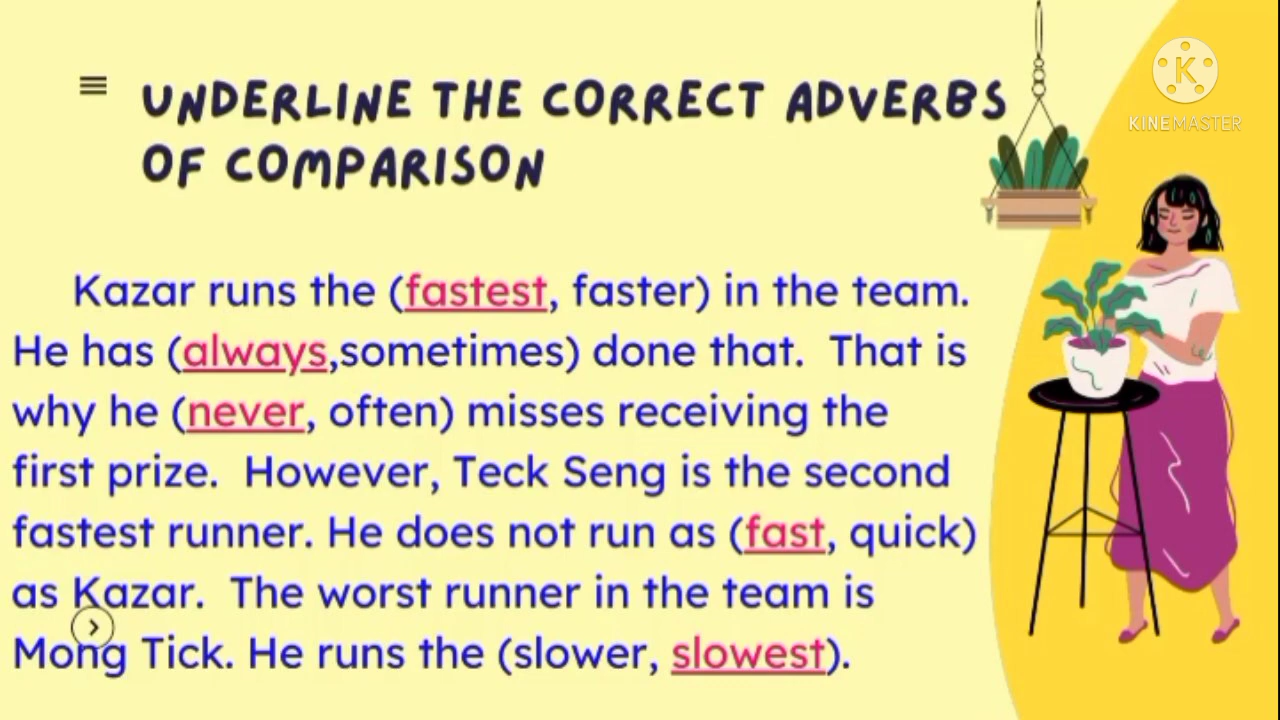 UNDERLINE THE CORRECT ADVERBS
OF COMPARISON
K
KINEMASTER
Kazar runs the (fastest, faster) in the team.
He has (always,sometimes) done that. That is
why he (never, often) misses receiving the
first prize. However, Teck Seng is the second
fastest runner. He does not run as (fast, quick)
as Kazar. The worst runner in the team is
Mong Tick. He runs the (slower, slowest).